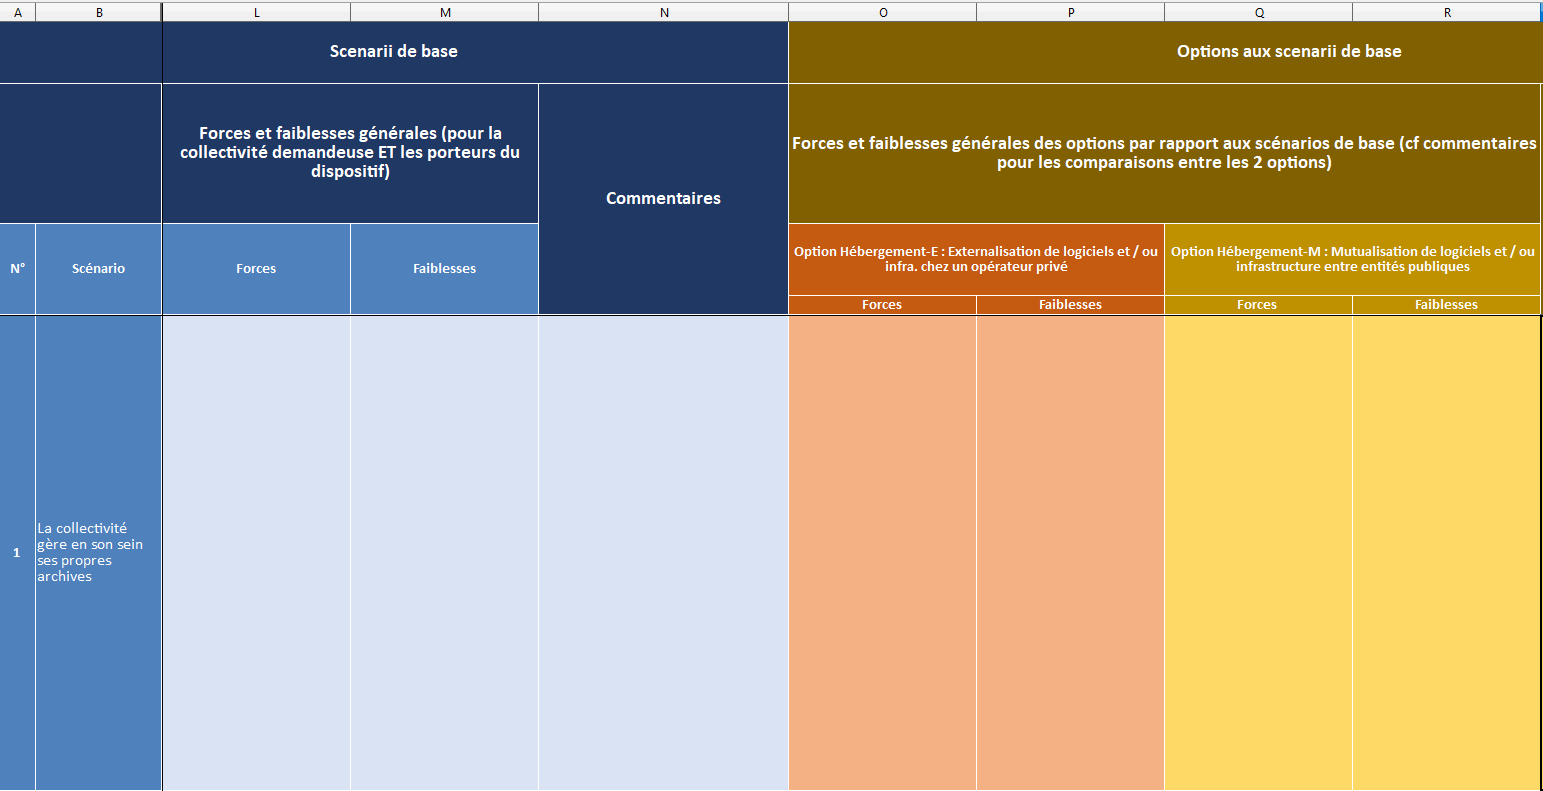 A B L M N O P Q R
Scenarii de base
Options aux scenarii de base
Forces et faiblesses générales (pour la
collectivité demandeuse ET les porteurs du
dispositif)
Commentaires
Forces et faiblesses générales des options par rapport aux scénarios de base (cf commentaires
pour les comparaisons entre les 2 options)
N°
Scénario
Forces
Faiblesses
Option Hébergement-E : Externalisation de logiciels et / ou
infra. chez un opérateur privé
Option Hébergement-M : Mutualisation de logiciels et / ou
infrastructure entre entités publiques
Forces
Faiblesses
Forces
Faiblesses
1
La collectivité
gère en son sein
ses propres
archives